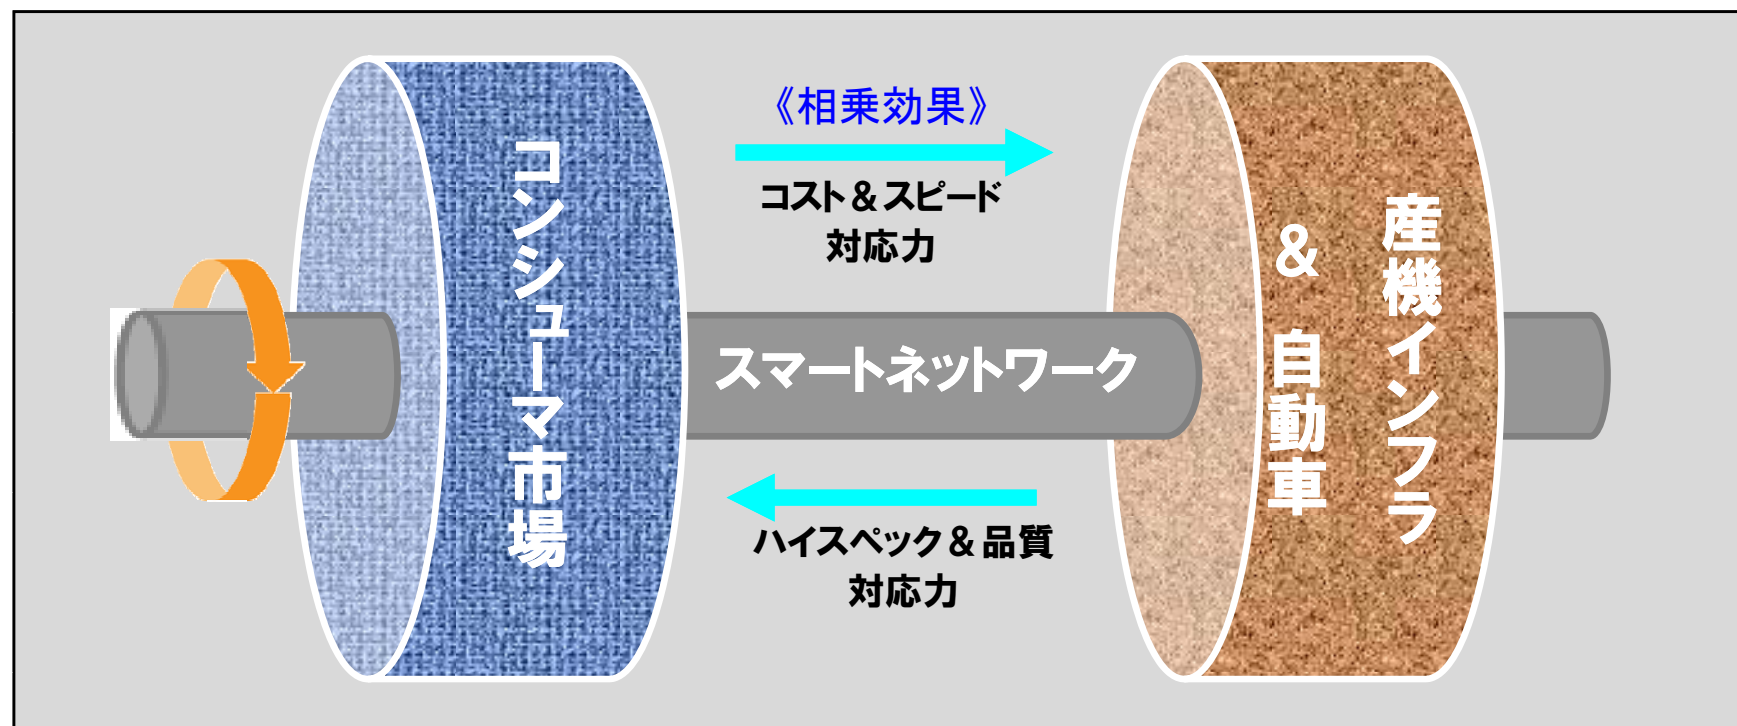 コンシューマ市場
《相乗効果》
コスト&スピード
対応力
スマートネットワーク
ハイスペック&品質
対応力
産機インフラ
& 自動車